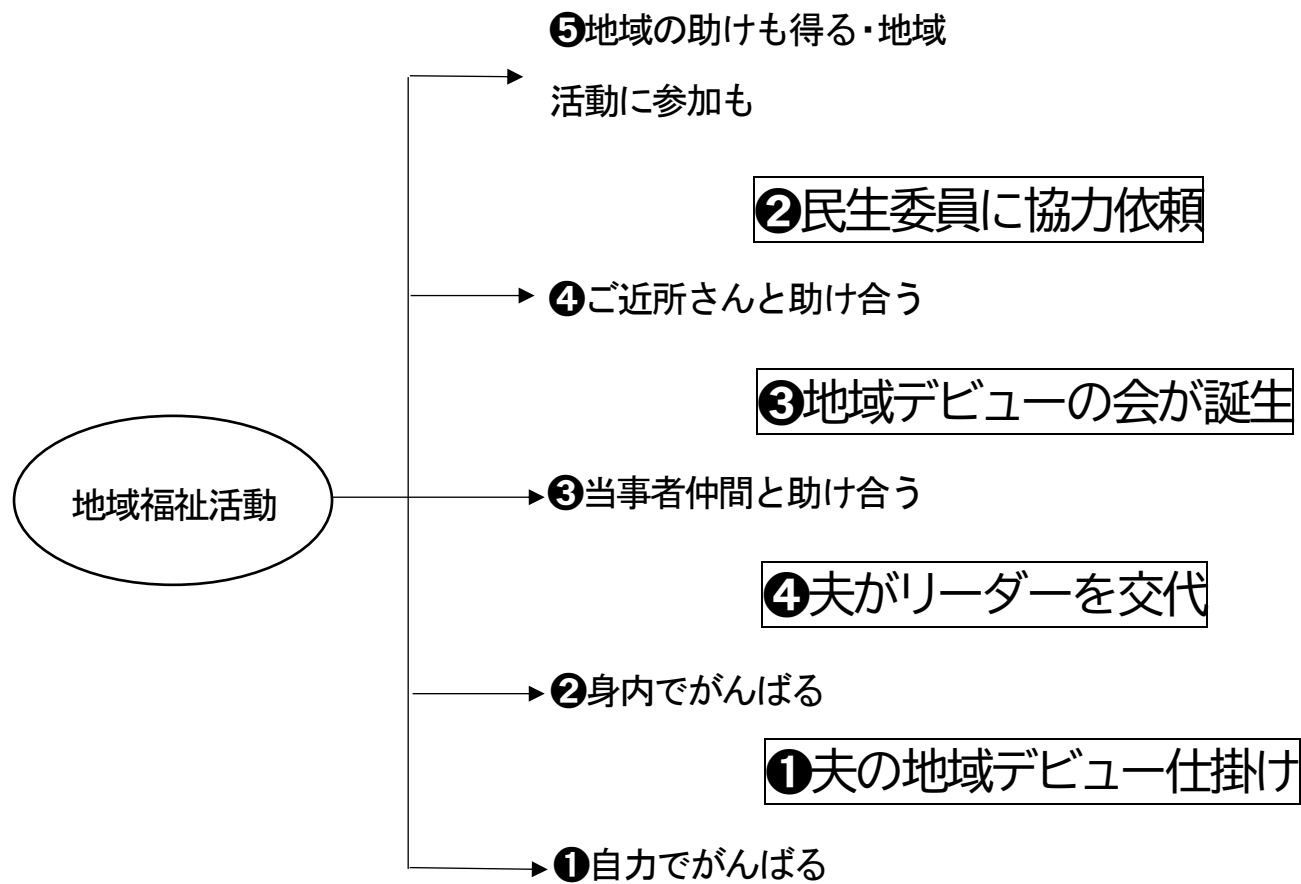 ❺地域の助けも得る・地域
活動に参加も
❷民生委員に協力依頼
❹ご近所さんと助け合う
❸地域デビューの会が誕生
地域福祉活動
❸当事者仲間と助け合う
❹夫がリーダーを交代
❷身内でがんばる
❶夫の地域デビュー仕掛け
❶自力でがんばる